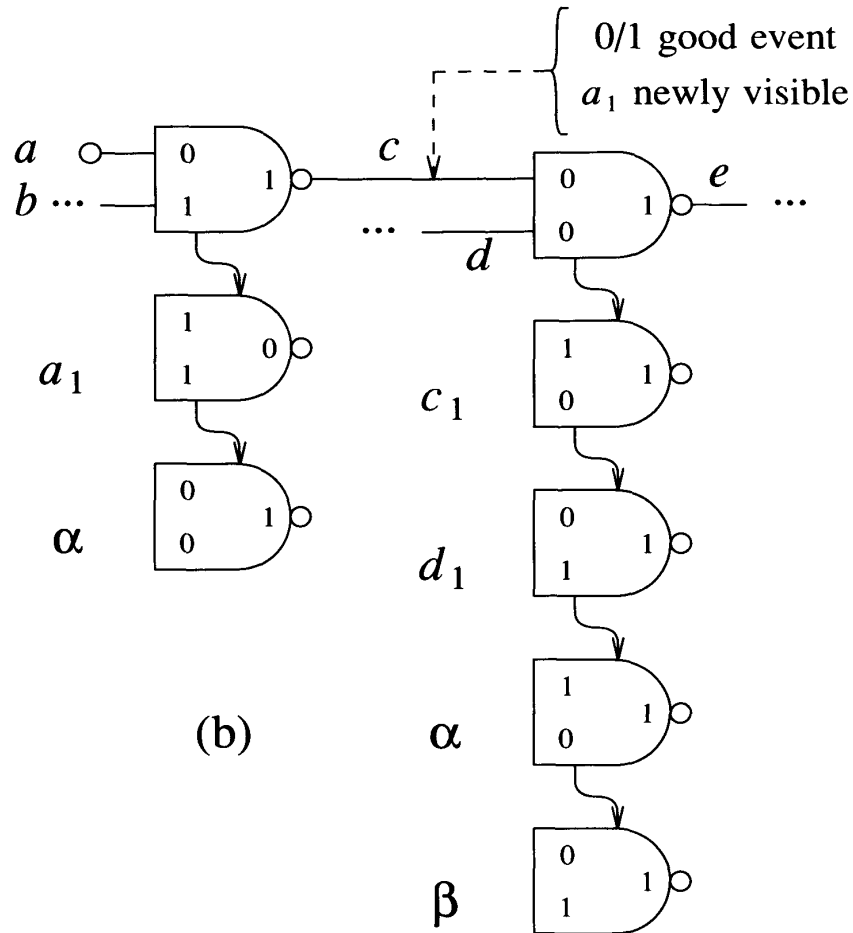 0/1 good event
a₁ newly visible
a 0 1 c 0 1 e ...
b ... 1 ... d 0
a₁ 1 1 0
c₁ 1 0 1
α 0 0 1
d₁ 0 1 1
(b)
α 1 0 1
β 0 1 1